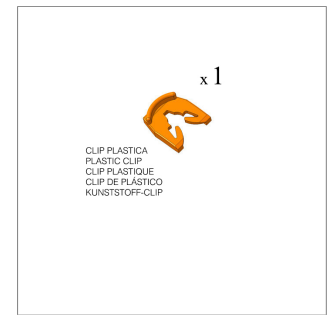 x 1
CLIP PLASTICA
PLASTIC CLIP
CLIP PLASTIQUE
CLIP DE PLÁSTICO
KUNSTSTOFF-CLIP